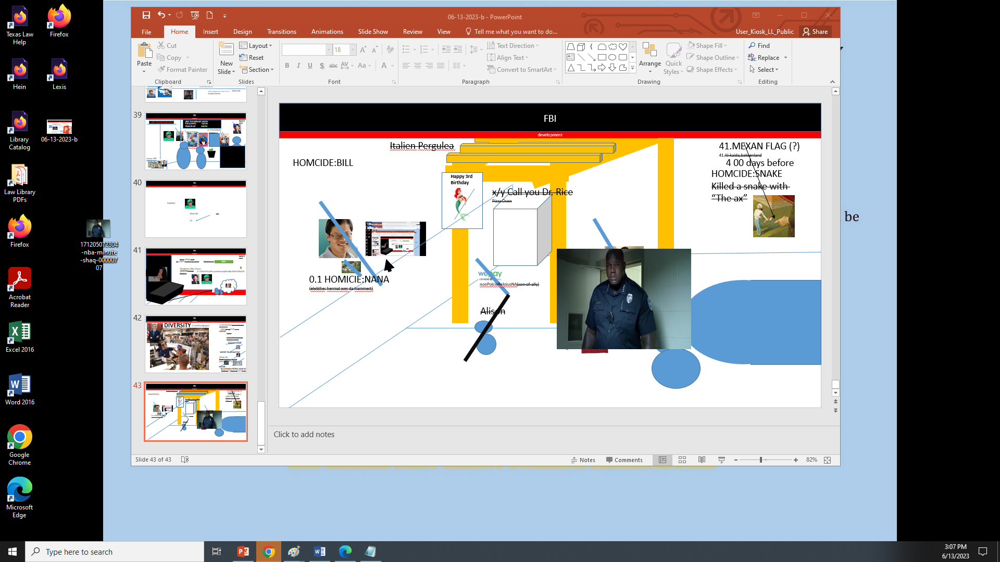 Texas Law
Help
Firefox
Hein
Lexis
Library
Catalog
06-13-2023-b
Law Library
PDFs
Firefox
171205072804
-nba-minute
-shaq-000007
07
Acrobat
Reader
Excel 2016
Word 2016
Google
Chrome
Microsoft
Edge
06-13-2023-b - PowerPoint
File Home Insert Design Transitions Animations Slide Show Review View Tell me what you want to do...
User_Kiosk_LL_Public Share
Paste
Cut
Copy
Format Painter
Clipboard
New
Slide
Layout
Reset
Section
Slides
18
Font
Text Direction
Align Text
Convert to SmartArt
Paragraph
Arrange
Quick
Styles
Shape Fill
Shape Outline
Shape Effects
Drawing
Find
Replace
Select
Editing
39
40
41
42
DIVERSITY
43
FBI
development
Italien Pergulea
HOMCIDE:BILL
41.MEXAN FLAG (?)
41 Al-kaida,baksenland
4 00 days before
HOMCIDE:SNAKE
Killed a snake with
“The ax”
Happy 3rd
Birthday
x/y Call you Dr. Rice
Pizza Oven
0.1 HOMICIE:NANA
(elebthe: hermal wer da hammert)
wepay
nonPolcieReloiusNA(son-of-ally)
Alison
be
Click to add notes
Slide 43 of 43
Notes Comments 82%
Type here to search
3:07 PM
6/13/2023